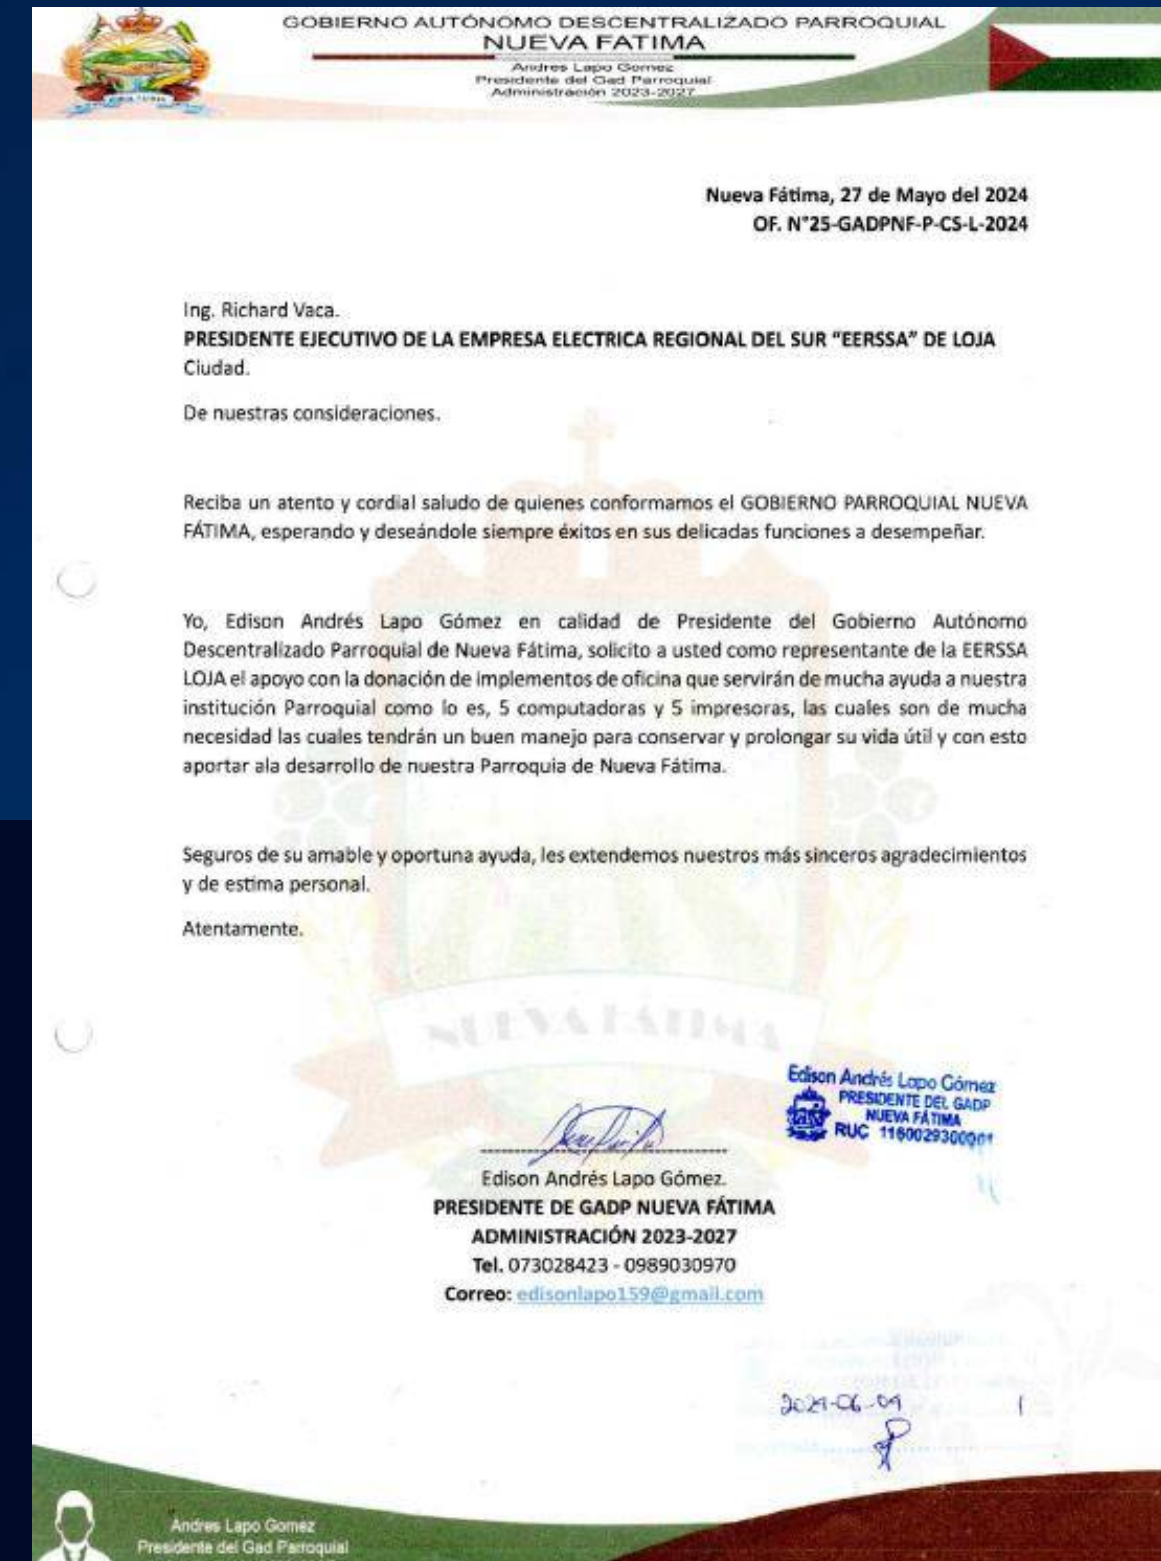 GOBIERNO AUTÓNOMO DESCENTRALIZADO PARROQUIAL
NUEVA FATIMA
Andres Lapo Gomez
Presidente del Gad Parroquial
Administración 2023-2027
Nueva Fátima, 27 de Mayo del 2024
OF. N°25-GADPNF-P-CS-L-2024
Ing. Richard Vaca.
PRESIDENTE EJECUTIVO DE LA EMPRESA ELECTRICA REGIONAL DEL SUR “EERSSA” DE LOJA
Ciudad.
De nuestras consideraciones.
Reciba un atento y cordial saludo de quienes conformamos el GOBIERNO PARROQUIAL NUEVA
FÁTIMA, esperando y deseándole siempre éxitos en sus delicadas funciones a desempeñar.
Yo, Edison Andrés Lapo Gómez en calidad de Presidente del Gobierno Autónomo
Descentralizado Parroquial de Nueva Fátima, solicito a usted como representante de la EERSSA
LOJA el apoyo con la donación de implementos de oficina que servirán de mucha ayuda a nuestra
institución Parroquial como lo es, 5 computadoras y 5 impresoras, las cuales son de mucha
necesidad las cuales tendrán un buen manejo para conservar y prolongar su vida útil y con esto
aportar ala desarrollo de nuestra Parroquia de Nueva Fátima.
Seguros de su amable y oportuna ayuda, les extendemos nuestros más sinceros agradecimientos
y de estima personal.
Atentamente.
NUEVA FÁTIMA
Edison Andrés Lapo Gómez
PRESIDENTE DEL GADP
NUEVA FÁTIMA
RUC 1160029300001
Edison Andrés Lapo Gómez.
PRESIDENTE DE GADP NUEVA FÁTIMA
ADMINISTRACIÓN 2023-2027
Tel. 073028423 - 0989030970
Correo: edisonlapo159@gmail.com
2024-06-04
1
Andres Lapo Gomez
Presidente del Gad Parroquial